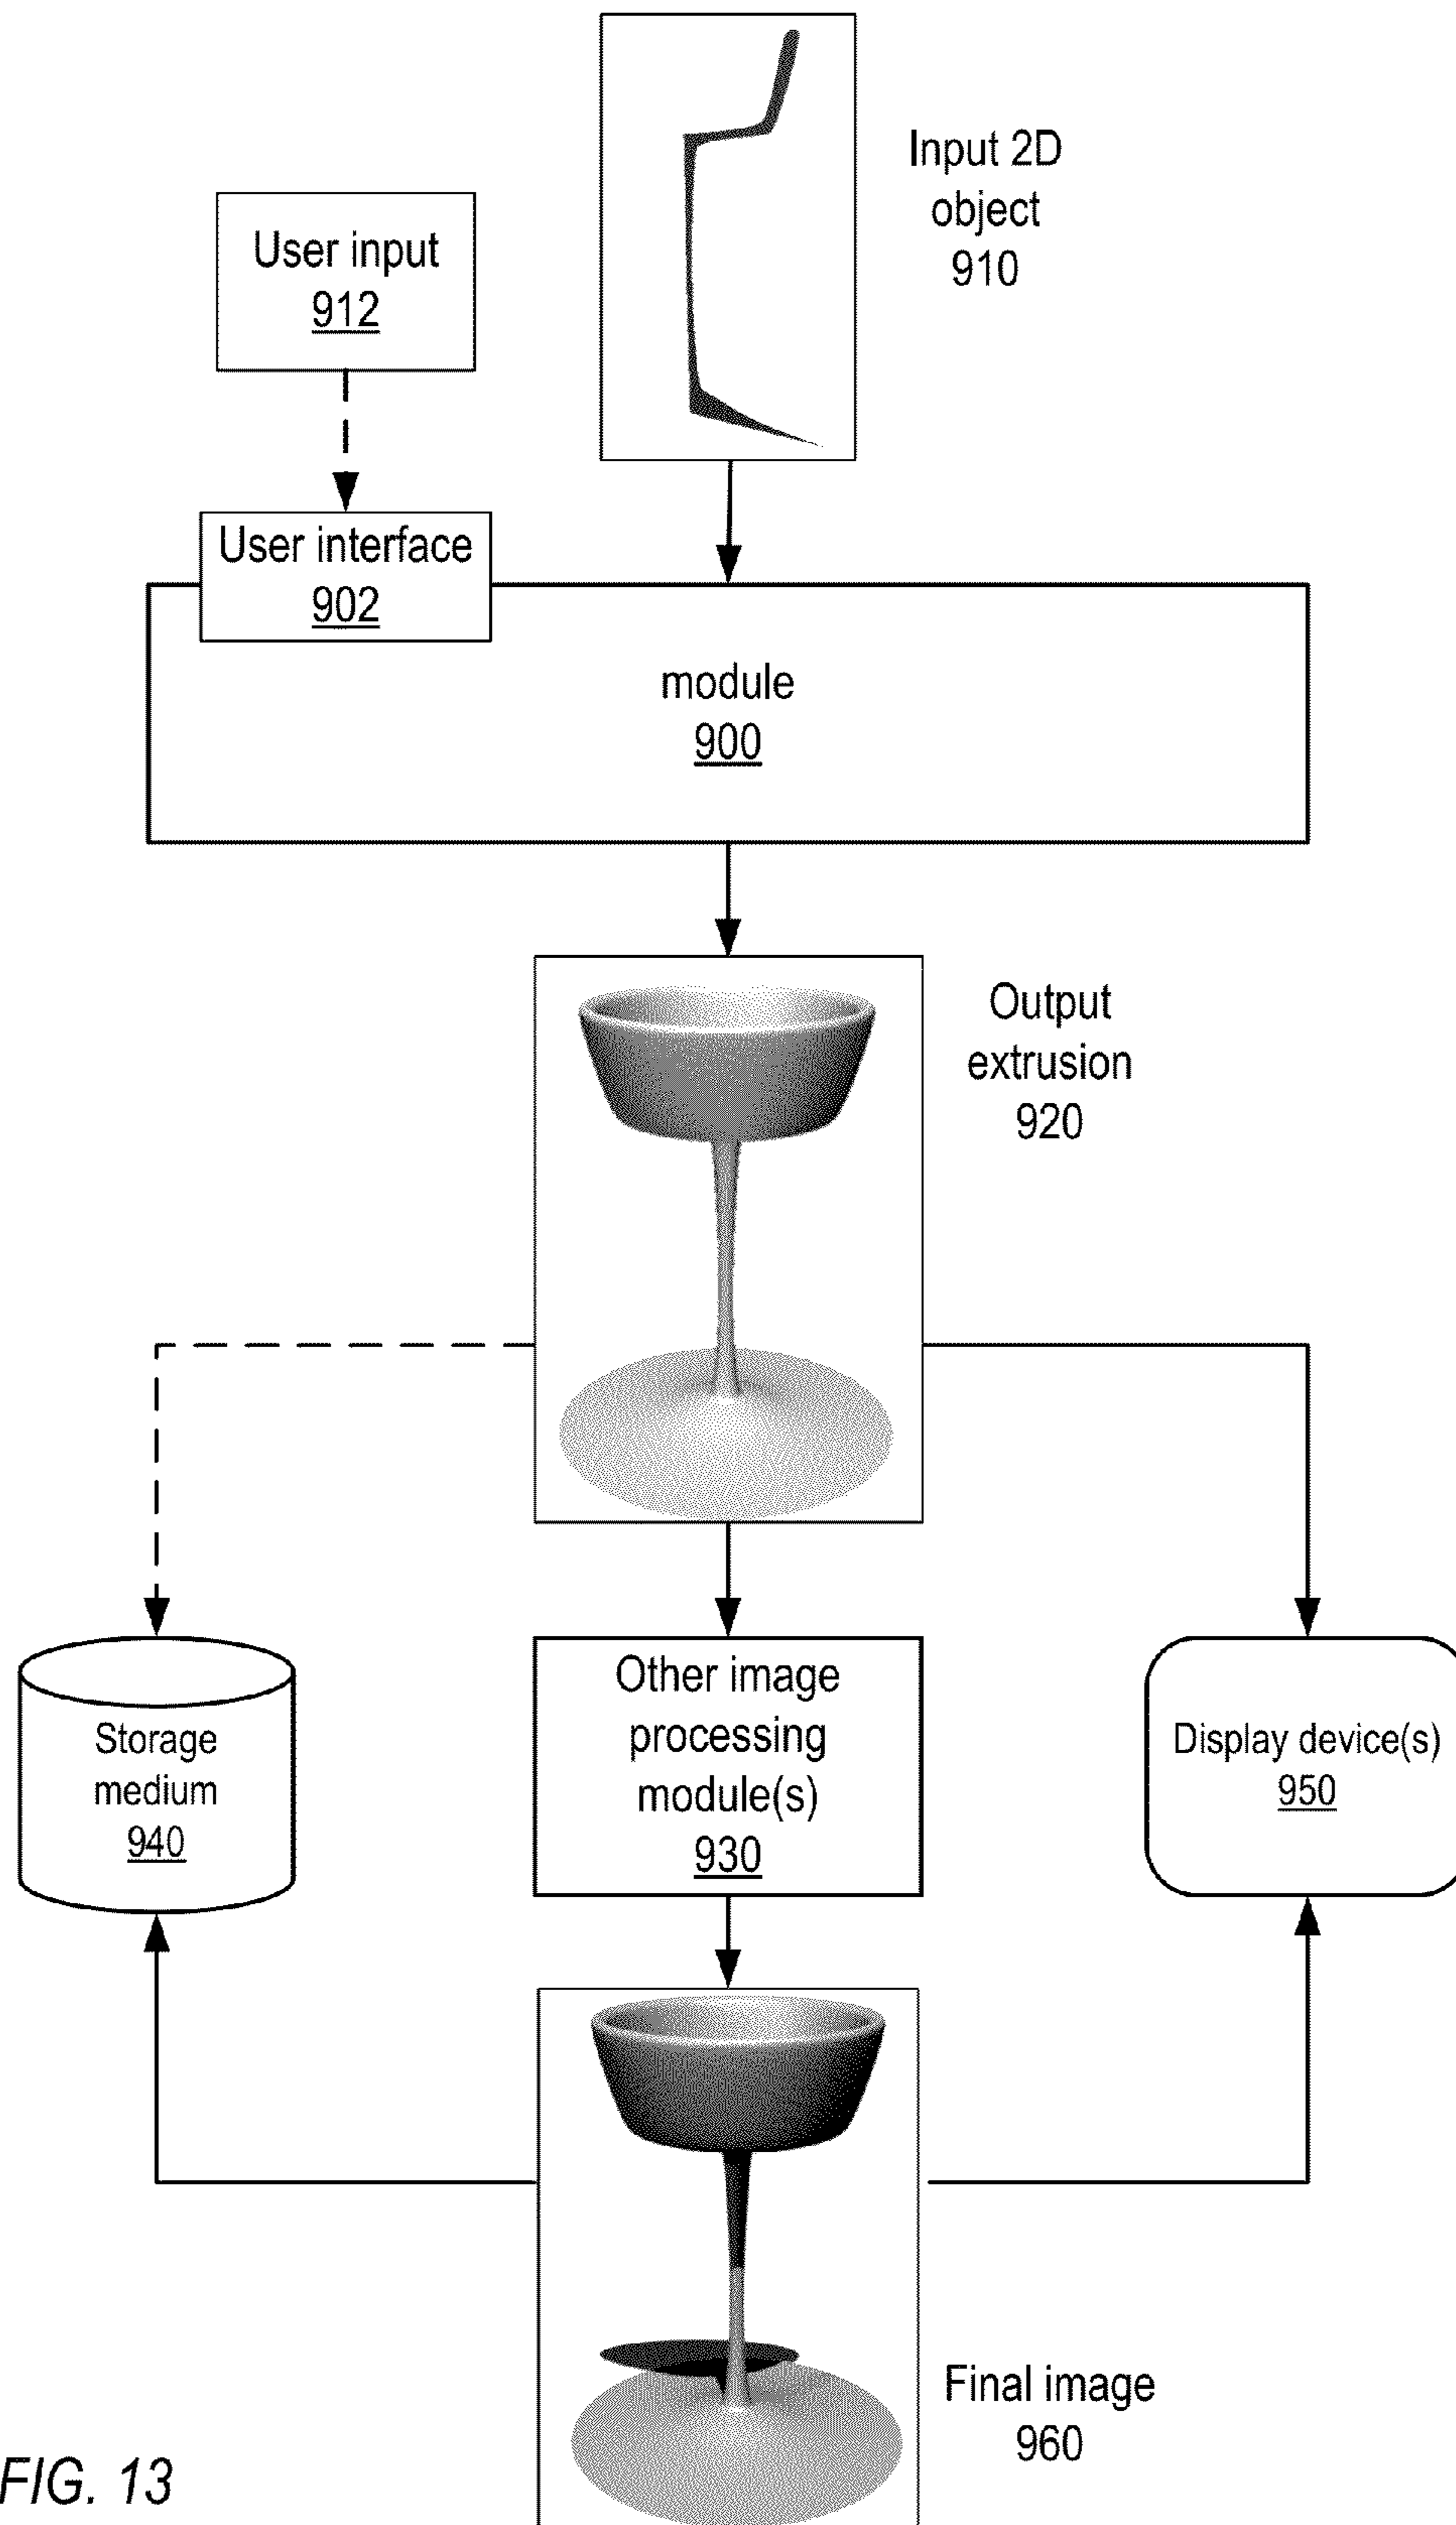 Input 2D
object
910
User input
912
User interface
902
module
900
Output
extrusion
920
Storage
medium
940
Other image
processing
module(s)
930
Display device(s)
950
Final image
960
FIG. 13